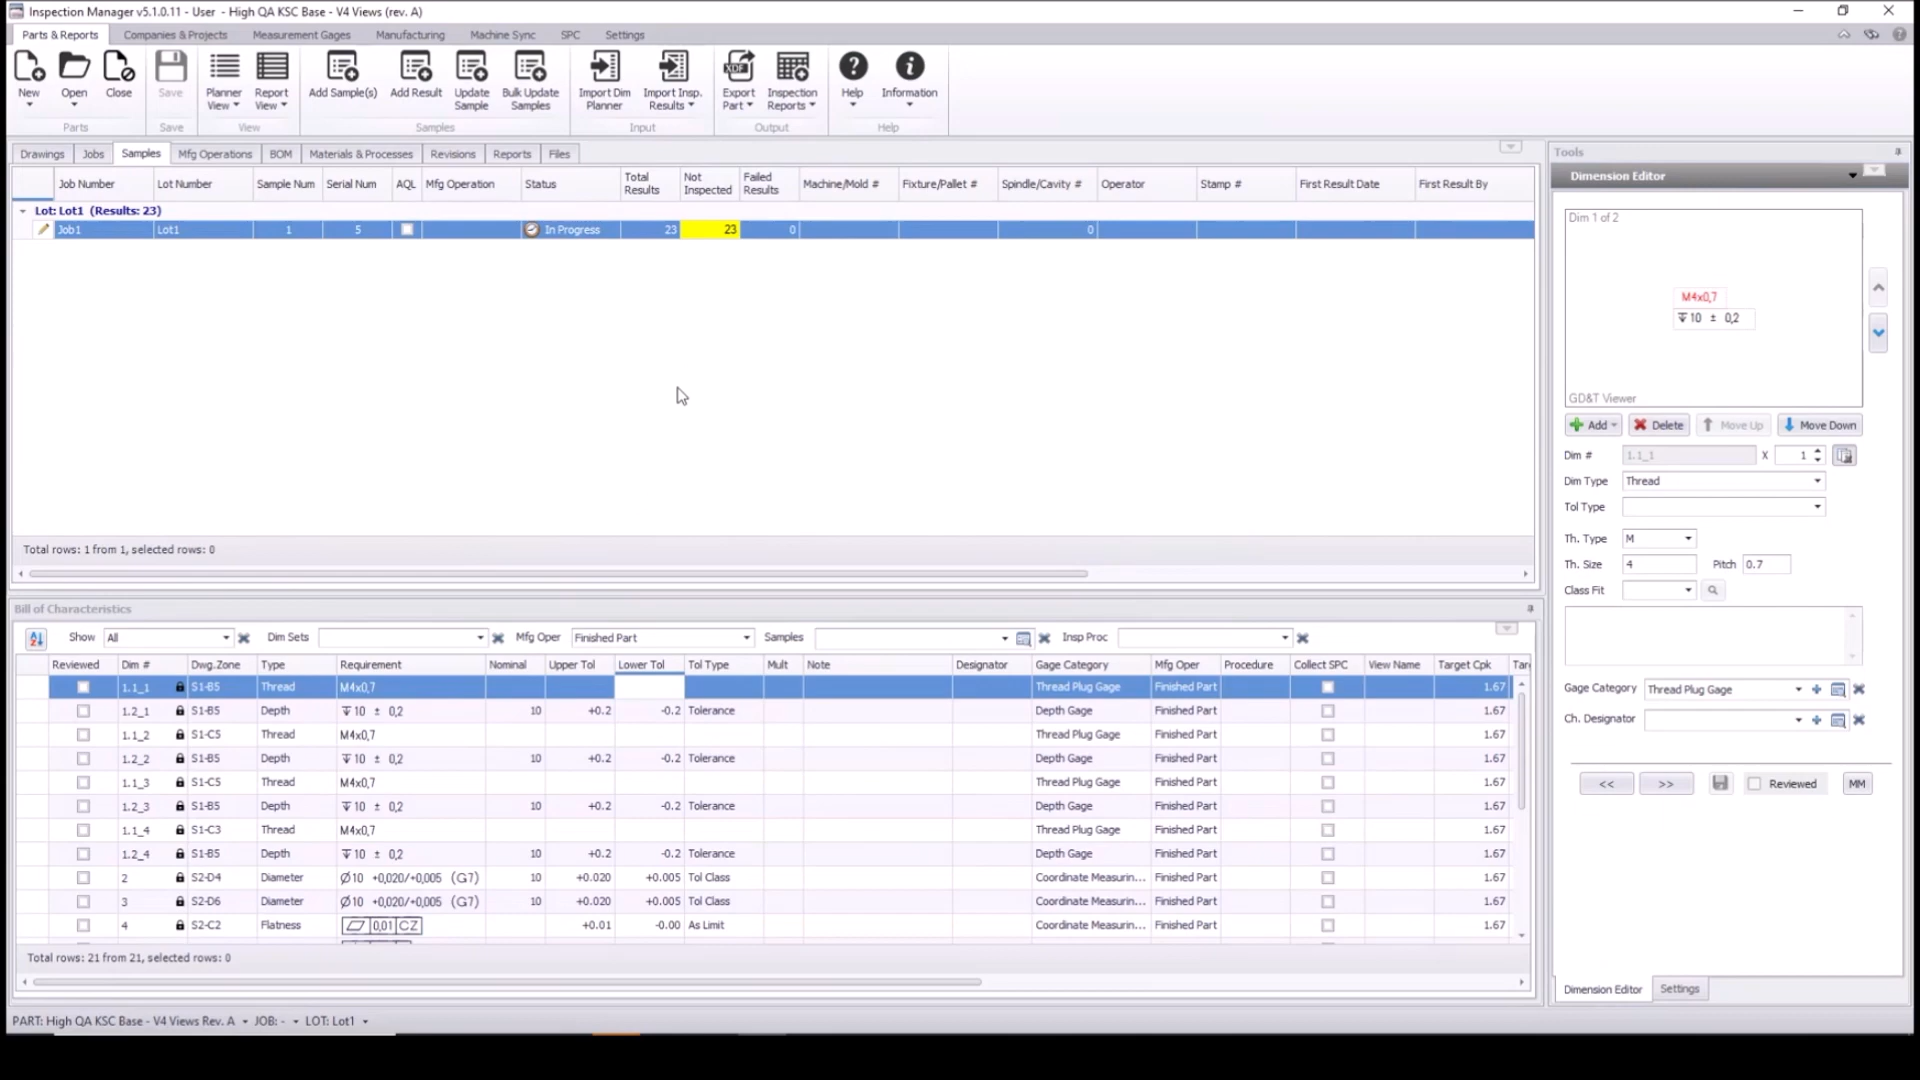 Inspection Manager v5.1.0.11 - User - High QA KSC Base - V4 Views (rev. A)
Parts & Reports Companies & Projects Measurement Gages Manufacturing Machine Sync SPC Settings
New Open Close Save Planner View Report View Add Sample(s) Add Result Update Sample Bulk Update Samples Import Dim Planner Import Insp. Results Export Part Inspection Reports Help Information
Parts Save View Samples Input Output Help
Drawings Jobs Samples Mfg Operations BOM Materials & Processes Revisions Reports Files
Job Number Lot Number Sample Num Serial Num AQL Mfg Operation Status Total Results Not Inspected Failed Results Machine/Mold # Fixture/Pallet # Spindle/Cavity # Operator Stamp # First Result Date First Result By
Lot: Lot1 (Results: 23)
Job1 Lot1 1 5 In Progress 23 23 0 0
Total rows: 1 from 1, selected rows: 0
Bill of Characteristics
Show All Dim Sets Mfg Oper Finished Part Samples Insp Proc
Reviewed Dim # Dwg.Zone Type Requirement Nominal Upper Tol Lower Tol Tol Type Mult Note Designator Gage Category Mfg Oper Procedure Collect SPC View Name Target Cpk Tar
1.1_1 S1-B5 Thread M4x0,7 Thread Plug Gage Finished Part 1.67
1.2_1 S1-B5 Depth ↧10 ± 0,2 10 +0.2 -0.2 Tolerance Depth Gage Finished Part 1.67
1.1_2 S1-C5 Thread M4x0,7 Thread Plug Gage Finished Part 1.67
1.2_2 S1-B5 Depth ↧10 ± 0,2 10 +0.2 -0.2 Tolerance Depth Gage Finished Part 1.67
1.1_3 S1-C5 Thread M4x0,7 Thread Plug Gage Finished Part 1.67
1.2_3 S1-B5 Depth ↧10 ± 0,2 10 +0.2 -0.2 Tolerance Depth Gage Finished Part 1.67
1.1_4 S1-C3 Thread M4x0,7 Thread Plug Gage Finished Part 1.67
1.2_4 S1-B5 Depth ↧10 ± 0,2 10 +0.2 -0.2 Tolerance Depth Gage Finished Part 1.67
2 S2-D4 Diameter Ø10 +0,020/+0,005 (G7) 10 +0.020 +0.005 Tol Class Coordinate Measurin... Finished Part 1.67
3 S2-D6 Diameter Ø10 +0,020/+0,005 (G7) 10 +0.020 +0.005 Tol Class Coordinate Measurin... Finished Part 1.67
4 S2-C2 Flatness ⏥ 0,01 CZ +0.01 -0.00 As Limit Coordinate Measurin... Finished Part 1.67
Total rows: 21 from 21, selected rows: 0
PART: High QA KSC Base - V4 Views Rev. A JOB: - LOT: Lot1
Tools
Dimension Editor
Dim 1 of 2
M4x0,7
↧10 ± 0,2
GD&T Viewer
Add Delete Move Up Move Down
Dim # 1.1_1 X 1
Dim Type Thread
Tol Type
Th. Type M
Th. Size 4 Pitch 0.7
Class Fit
Gage Category Thread Plug Gage
Ch. Designator
<< >> Reviewed MM
Dimension Editor Settings